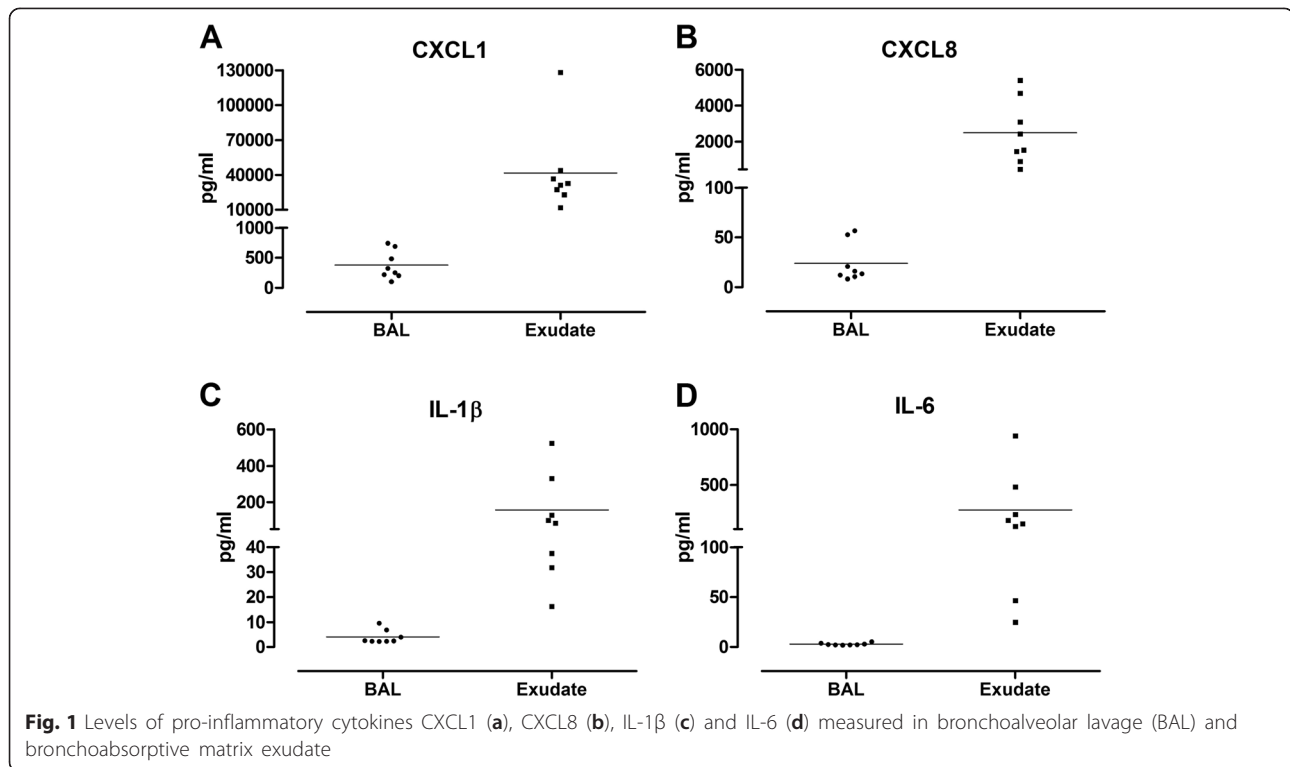 A
CXCL1
pg/ml
130000
100000
70000
40000
10000
1000
500
0
BAL
Exudate
B
CXCL8
pg/ml
6000
4000
2000
100
50
0
BAL
Exudate
C
IL-1β
pg/ml
600
400
200
40
30
20
10
0
BAL
Exudate
D
IL-6
pg/ml
1000
500
100
50
0
BAL
Exudate
Fig. 1 Levels of pro-inflammatory cytokines CXCL1 (a), CXCL8 (b), IL-1β (c) and IL-6 (d) measured in bronchoalveolar lavage (BAL) and
bronchoabsorptive matrix exudate